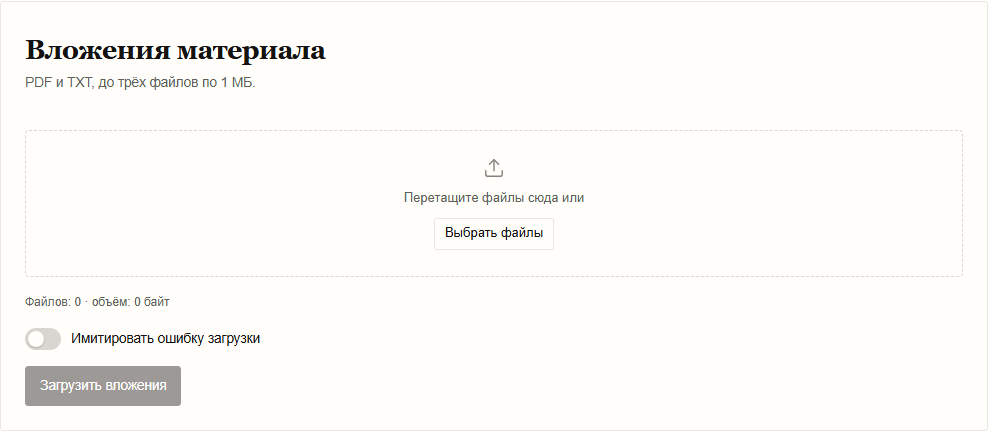 Вложения материала
PDF и TXT, до трёх файлов по 1 МБ.
Перетащите файлы сюда или
Выбрать файлы
Файлов: 0 · объём: 0 байт
Имитировать ошибку загрузки
Загрузить вложения